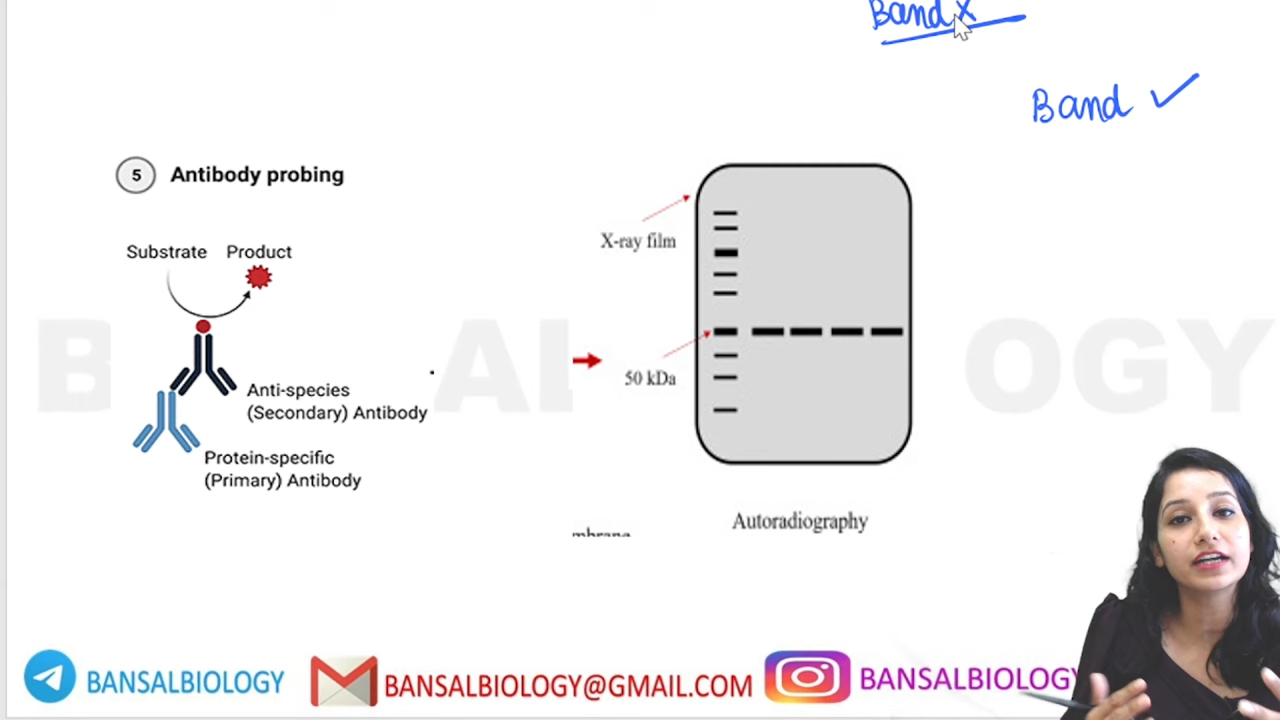 Band X
Band ✓
5 Antibody probing
Substrate Product
Anti-species
(Secondary) Antibody
Protein-specific
(Primary) Antibody
X-ray film
50 kDa
Autoradiography
BANSALBIOLOGY
BANSALBIOLOGY@GMAIL.COM
BANSALBIOLOGY